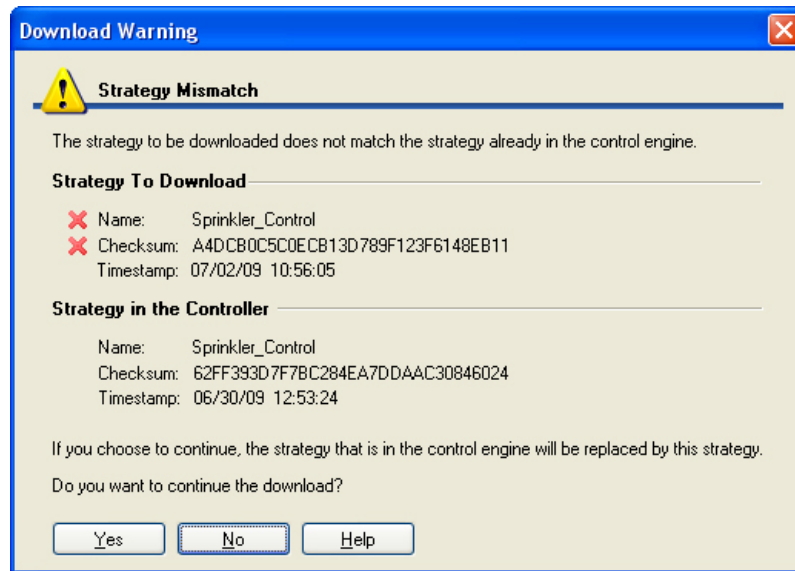 Download Warning
Strategy Mismatch
The strategy to be downloaded does not match the strategy already in the control engine.
Strategy To Download
Name: Sprinkler_Control
Checksum: A4DCB0C5C0ECB13D789F123F6148EB11
Timestamp: 07/02/09 10:56:05
Strategy in the Controller
Name: Sprinkler_Control
Checksum: 62FF393D7F7BC284EA7DDAAC30846024
Timestamp: 06/30/09 12:53:24
If you choose to continue, the strategy that is in the control engine will be replaced by this strategy.
Do you want to continue the download?
Yes No Help